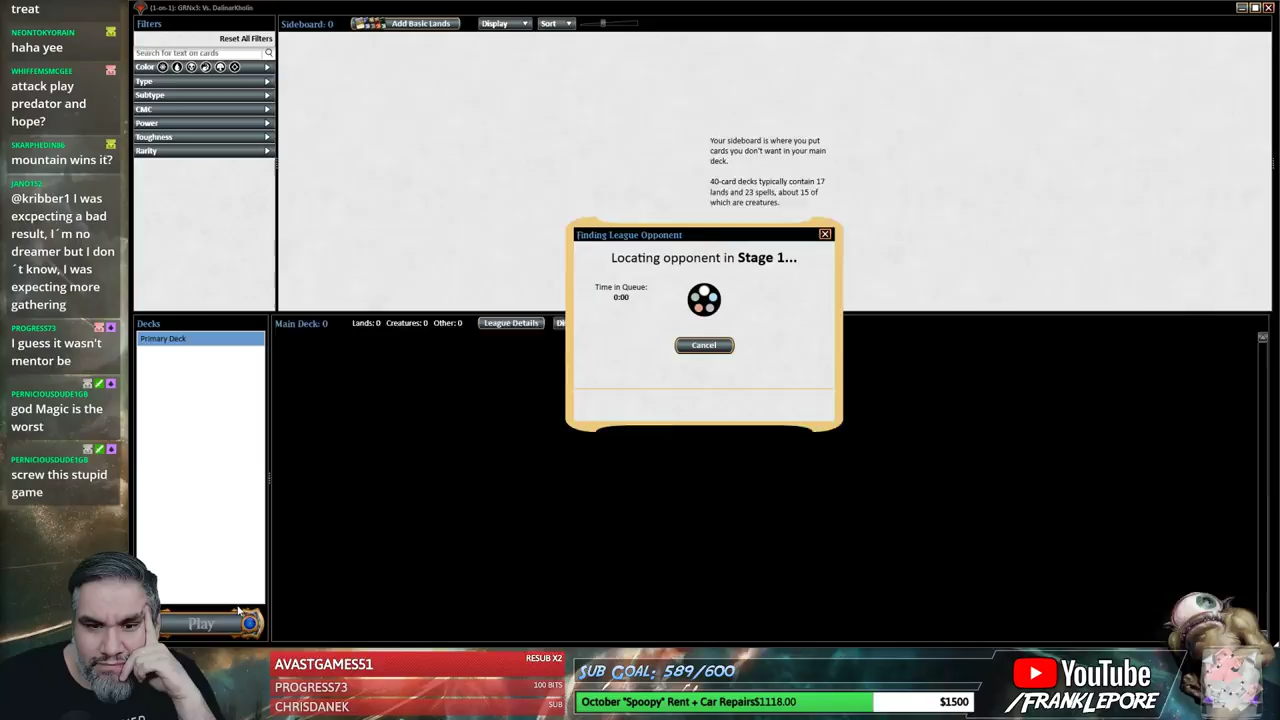 treat
NEONTOKYORAIN
haha yee
WHIFFEMSMCGEE
attack play
predator and
hope?
SKARPHEDIN86
mountain wins it?
JANO152
@kribber1 I was
excpecting a bad
result, I´m no
dreamer but I don
´t know, I was
expecting more
gathering
PROGRESS73
I guess it wasn't
mentor be
PERNICIOUSDUDE1GB
god Magic is the
worst
PERNICIOUSDUDE1GB
screw this stupid
game
(1-on-1): GRNx3: Vs. DalinarKholin
Filters
Reset All Filters
Search for text on cards
Color
Type
Subtype
CMC
Power
Toughness
Rarity
Sideboard: 0
Add Basic Lands
Display
Sort
Your sideboard is where you put
cards you don't want in your main
deck.
40-card decks typically contain 17
lands and 23 spells, about 15 of
which are creatures.
Finding League Opponent
Locating opponent in Stage 1...
Time in Queue:
0:00
Cancel
Decks
Primary Deck
Main Deck: 0
Lands: 0 Creatures: 0 Other: 0
League Details
Play
AVASTGAMES51
RESUB X2
PROGRESS73
100 BITS
CHRISDANEK
SUB
SUB GOAL: 589/600
October "Spoopy" Rent + Car Repairs$1118.00
$1500
YouTube
/FRANKLEPORE